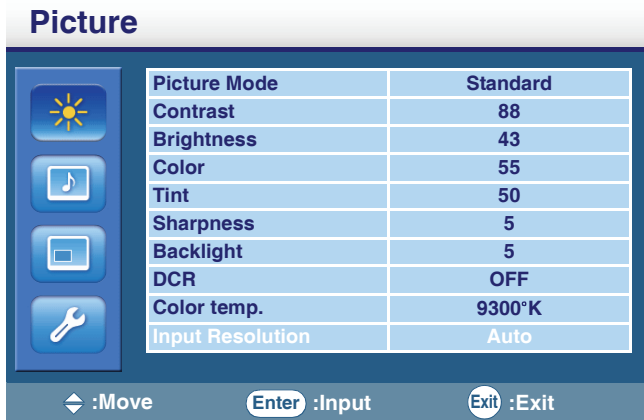 Picture
Picture Mode Standard
Contrast 88
Brightness 43
Color 55
Tint 50
Sharpness 5
Backlight 5
DCR OFF
Color temp. 9300°K
Input Resolution Auto
:Move Enter :Input Exit :Exit